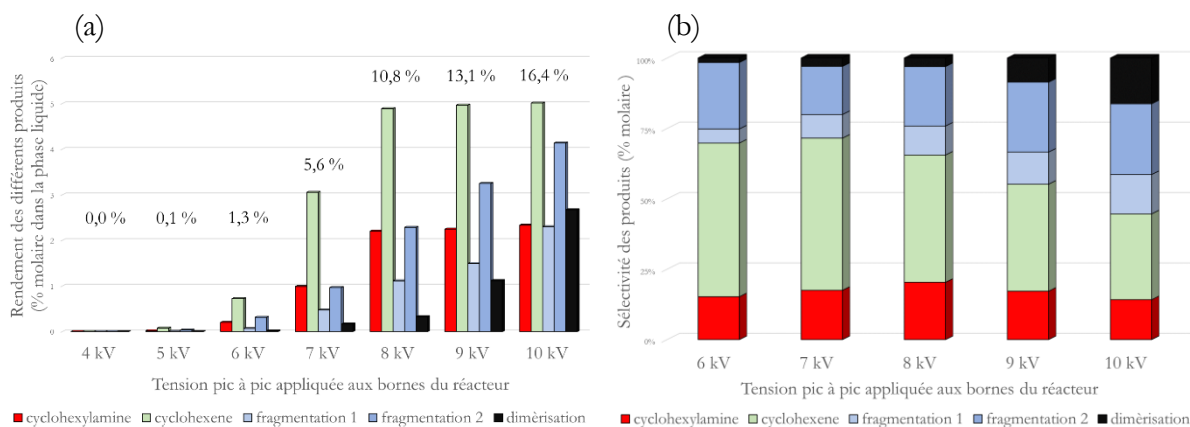 (a)
Rendement des différents produits
(% molaire dans la phase liquide)
6
5
4
3
2
1
0
0,0 %
0,1 %
1,3 %
5,6 %
10,8 %
13,1 %
16,4 %
4 kV
5 kV
6 kV
7 kV
8 kV
9 kV
10 kV
Tension pic à pic appliquée aux bornes du réacteur
cyclohexylamine
cyclohexene
fragmentation 1
fragmentation 2
dimèrisation
(b)
Sélectivité des produits (% molaire )
100%
75%
50%
25%
0%
6 kV
7 kV
8 kV
9 kV
10 kV
Tension pic à pic appliquée aux bornes du réacteur
cyclohexylamine
cyclohexene
fragmentation 1
fragmentation 2
dimèrisation